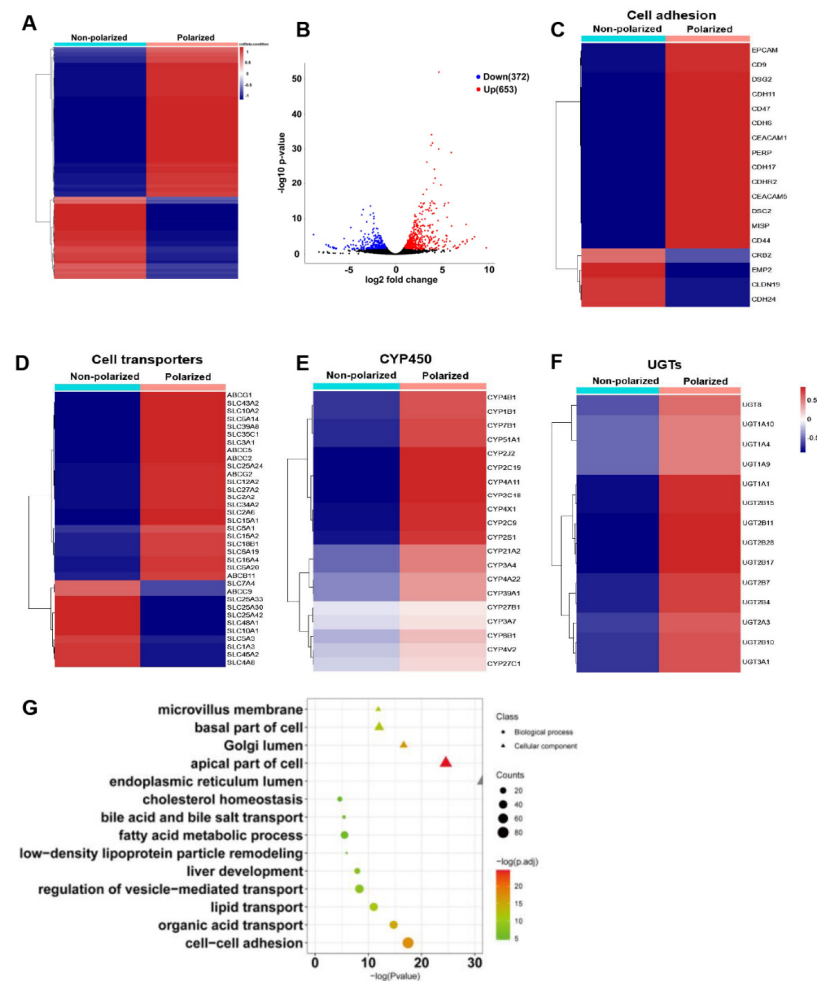 A
Non-polarized
Polarized
1
0.5
0
-0.5
-1
B
-log10 p-value
50
40
30
20
10
0
-5
0
5
10
log2 fold change
Down(372)
Up(653)
C
Cell adhesion
Non-polarized
Polarized
EPCAM
CD9
DSG2
CDH11
CD47
CDH6
CEACAM1
PERP
CDH17
CDHR2
CEACAM5
DSC2
MISP
CD44
CRB2
EMP2
CLDN19
CDH24
D
Cell transporters
Non-polarized
Polarized
ABCG1
SLC43A2
SLC10A2
SLC5A14
SLC39A8
SLC35C1
SLC3A1
ABCC5
ABCC2
SLC25A24
ABCG2
SLC12A2
SLC27A2
SLC2A2
SLC34A2
SLC2A6
SLC15A1
SLC5A1
SLC15A2
SLC18B1
SLC6A19
SLC16A4
SLC6A20
ABCB11
SLC7A4
ABCC9
SLC25A33
SLC25A30
SLC25A42
SLC48A1
SLC10A1
SLC5A3
SLC1A3
SLC45A2
SLC4A8
E
CYP450
Non-polarized
Polarized
CYP4B1
CYP1B1
CYP7B1
CYP51A1
CYP2J2
CYP2C19
CYP4A11
CYP2C18
CYP4X1
CYP2C9
CYP2S1
CYP21A2
CYP3A4
CYP4A22
CYP39A1
CYP27B1
CYP3A7
CYP8B1
CYP4V2
CYP27C1
F
UGTs
Non-polarized
Polarized
UGT8
UGT1A10
UGT1A4
UGT1A9
UGT1A1
UGT2B15
UGT2B11
UGT2B28
UGT2B17
UGT2B7
UGT2B4
UGT2A3
UGT2B10
UGT3A1
0.5
0
-0.5
G
microvillus membrane
basal part of cell
Golgi lumen
apical part of cell
endoplasmic reticulum lumen
cholesterol homeostasis
bile acid and bile salt transport
fatty acid metabolic process
low−density lipoprotein particle remodeling
liver development
regulation of vesicle−mediated transport
lipid transport
organic acid transport
cell−cell adhesion
0
10
20
30
−log(Pvalue)
Class
Biological process
Cellular component
Counts
20
40
60
80
−log(p.adj)
20
15
10
5